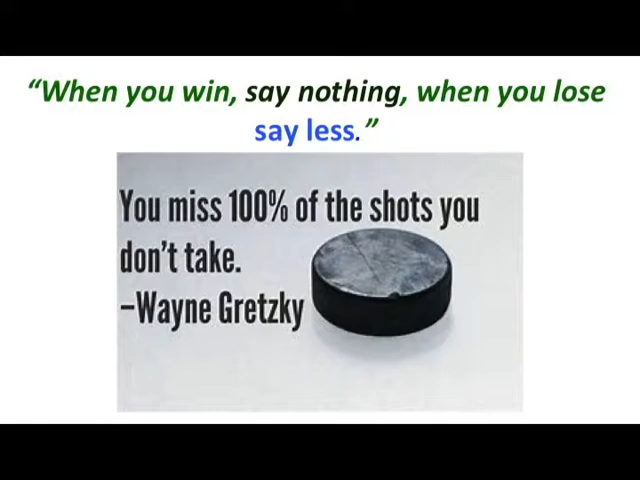 “When you win, say nothing, when you lose
say less.”
You miss 100% of the shots you
don't take.
–Wayne Gretzky